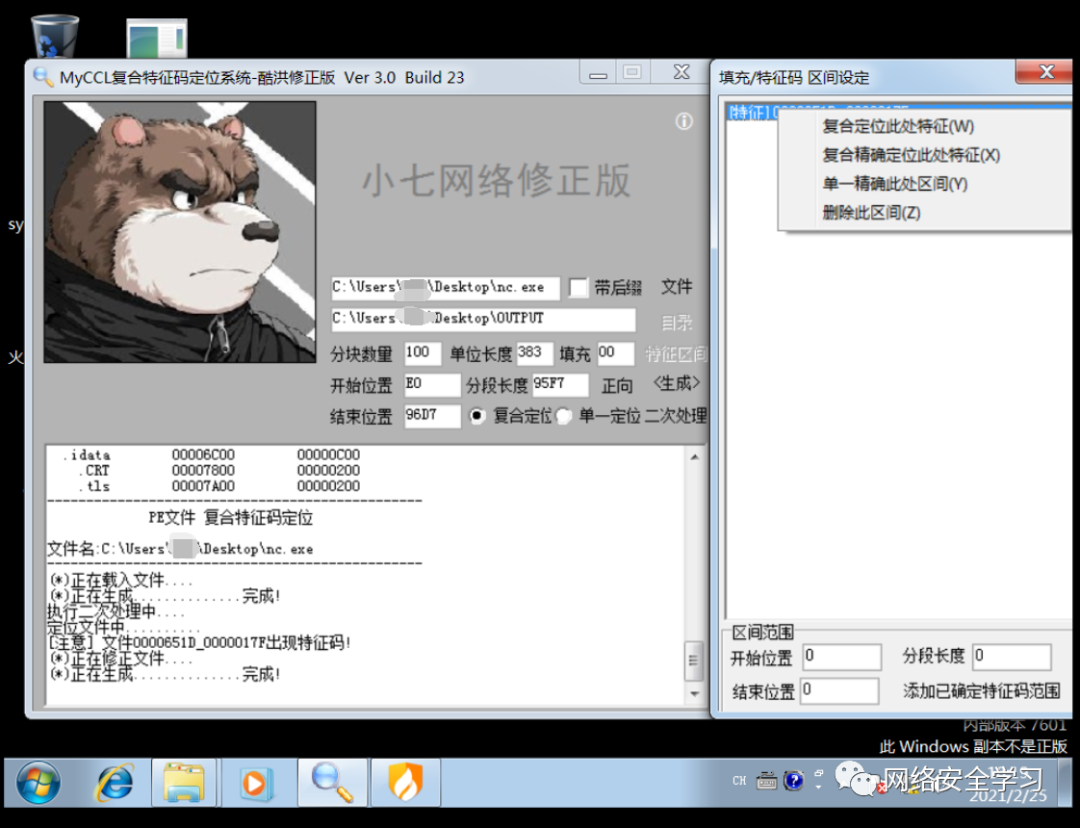 MyCCL复合特征码定位系统-酷洪修正版 Ver 3.0 Build 23
小七网络修正版
C:\Users\ \Desktop\nc.exe 带后缀 文件
C:\Users\ Desktop\OUTPUT 目录
分块数量 100 单位长度 383 填充 00 特征区间
开始位置 E0 分段长度 95F7 正向 <生成>
结束位置 96D7 复合定位 单一定位 二次处理
.idata 00006C00 00000C00
.CRT 00007800 00000200
.tls 00007A00 00000200
PE文件 复合特征码定位
文件名:C:\Users\ \Desktop\nc.exe
(*)正在载入文件....
(*)正在生成..............完成!
执行二次处理中....
定位文件中..........
[注意] 文件0000651D_0000017F出现特征码!
(*)正在修正文件....
(*)正在生成..............完成!
填充/特征码 区间设定
[特征]0000651D_0000017F
复合定位此处特征(W)
复合精确定位此处特征(X)
单一精确此处区间(Y)
删除此区间(Z)
区间范围
开始位置 0 分段长度 0
结束位置 0 添加已确定特征码范围
sy
火
内部版本 7601
此 Windows 副本不是正版
CH
网络安全学习
2021/2/25